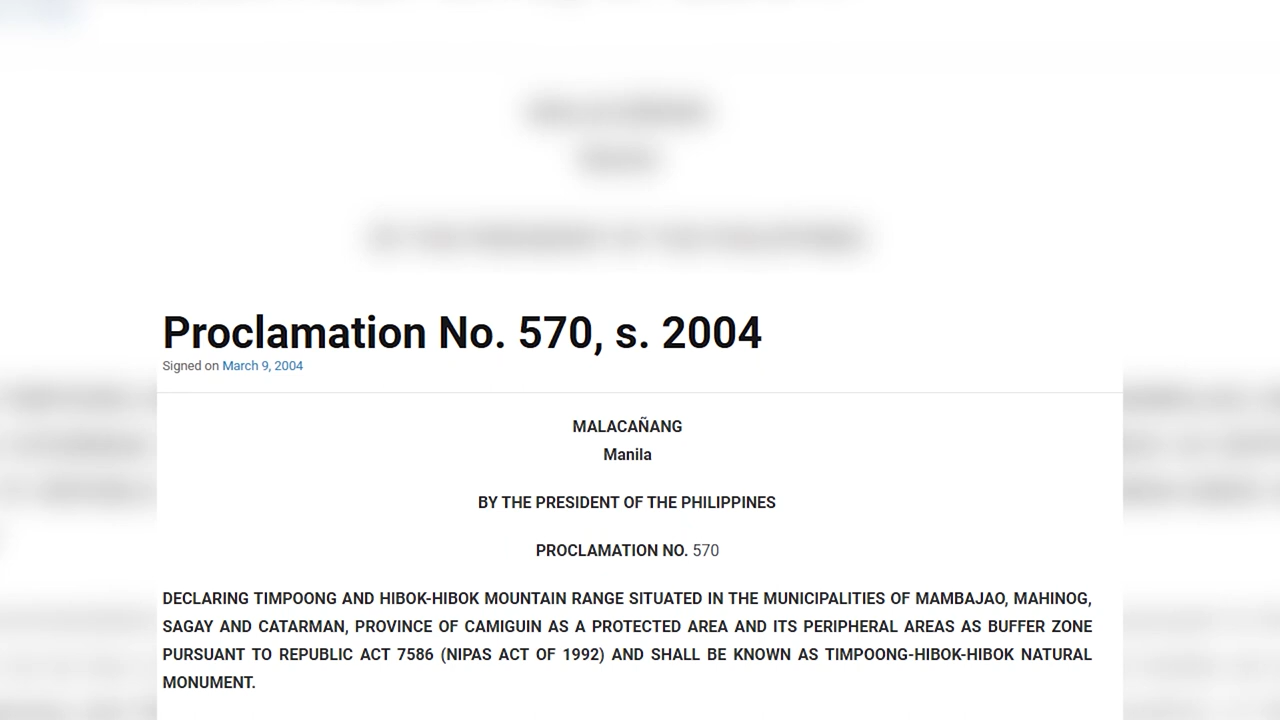 Proclamation No. 570, s. 2004
Signed on March 9, 2004
MALACAÑANG
Manila
BY THE PRESIDENT OF THE PHILIPPINES
PROCLAMATION NO. 570
DECLARING TIMPOONG AND HIBOK-HIBOK MOUNTAIN RANGE SITUATED IN THE MUNICIPALITIES OF MAMBAJAO, MAHINOG,
SAGAY AND CATARMAN, PROVINCE OF CAMIGUIN AS A PROTECTED AREA AND ITS PERIPHERAL AREAS AS BUFFER ZONE
PURSUANT TO REPUBLIC ACT 7586 (NIPAS ACT OF 1992) AND SHALL BE KNOWN AS TIMPOONG-HIBOK-HIBOK NATURAL
MONUMENT.